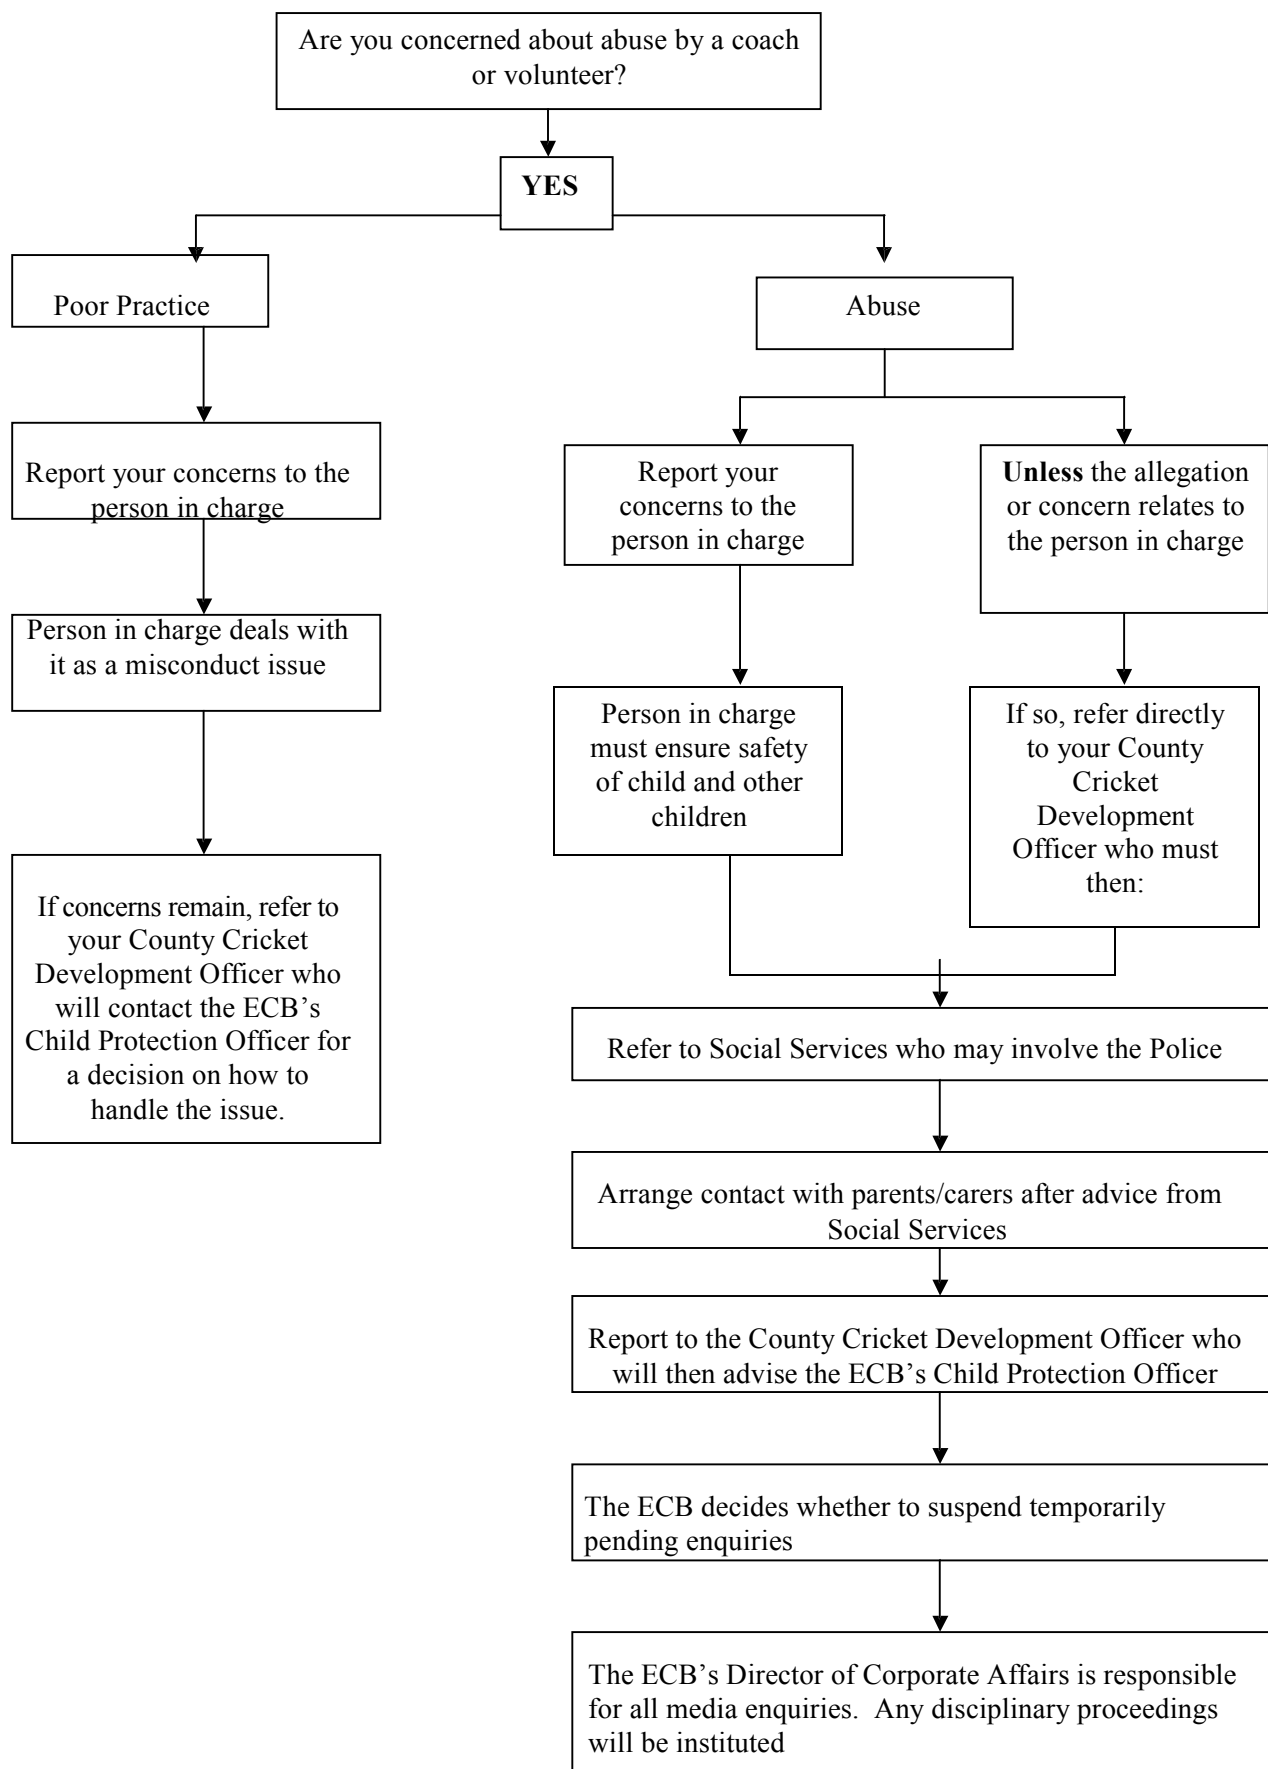 Are you concerned about abuse by a coach
or volunteer?
YES
Poor Practice
Abuse
Report your concerns to the
person in charge
Report your
concerns to the
person in charge
Unless the allegation
or concern relates to
the person in charge
Person in charge deals with
it as a misconduct issue
Person in charge
must ensure safety
of child and other
children
If so, refer directly
to your County
Cricket
Development
Officer who must
then:
If concerns remain, refer to
your County Cricket
Development Officer who
will contact the ECB’s
Child Protection Officer for
a decision on how to
handle the issue.
Refer to Social Services who may involve the Police
Arrange contact with parents/carers after advice from
Social Services
Report to the County Cricket Development Officer who
will then advise the ECB’s Child Protection Officer
The ECB decides whether to suspend temporarily
pending enquiries
The ECB’s Director of Corporate Affairs is responsible
for all media enquiries.  Any disciplinary proceedings
will be instituted